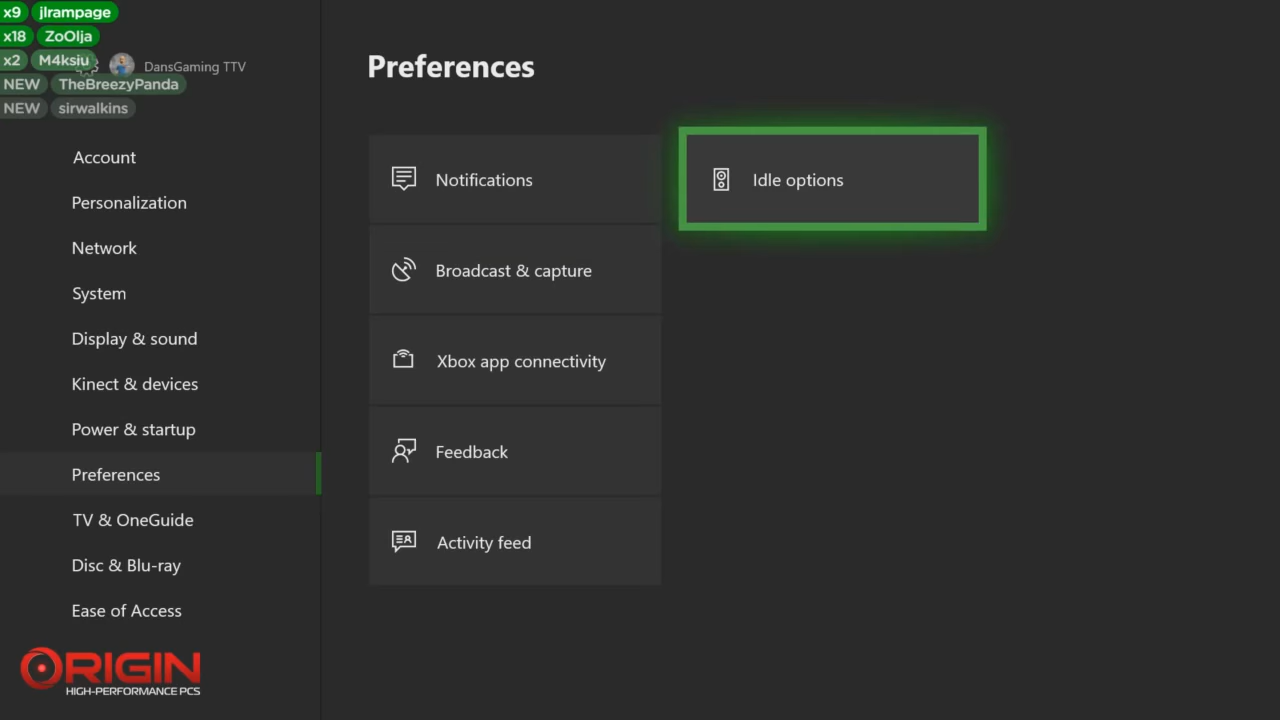 x9 jlrampage
x18 ZoOlja
x2 M4ksiu
DansGaming TTV
NEW TheBreezyPanda
NEW sirwalkins
Account
Personalization
Network
System
Display & sound
Kinect & devices
Power & startup
Preferences
TV & OneGuide
Disc & Blu-ray
Ease of Access
ORIGIN
HIGH-PERFORMANCE PCS
Preferences
Notifications
Broadcast & capture
Xbox app connectivity
Feedback
Activity feed
Idle options